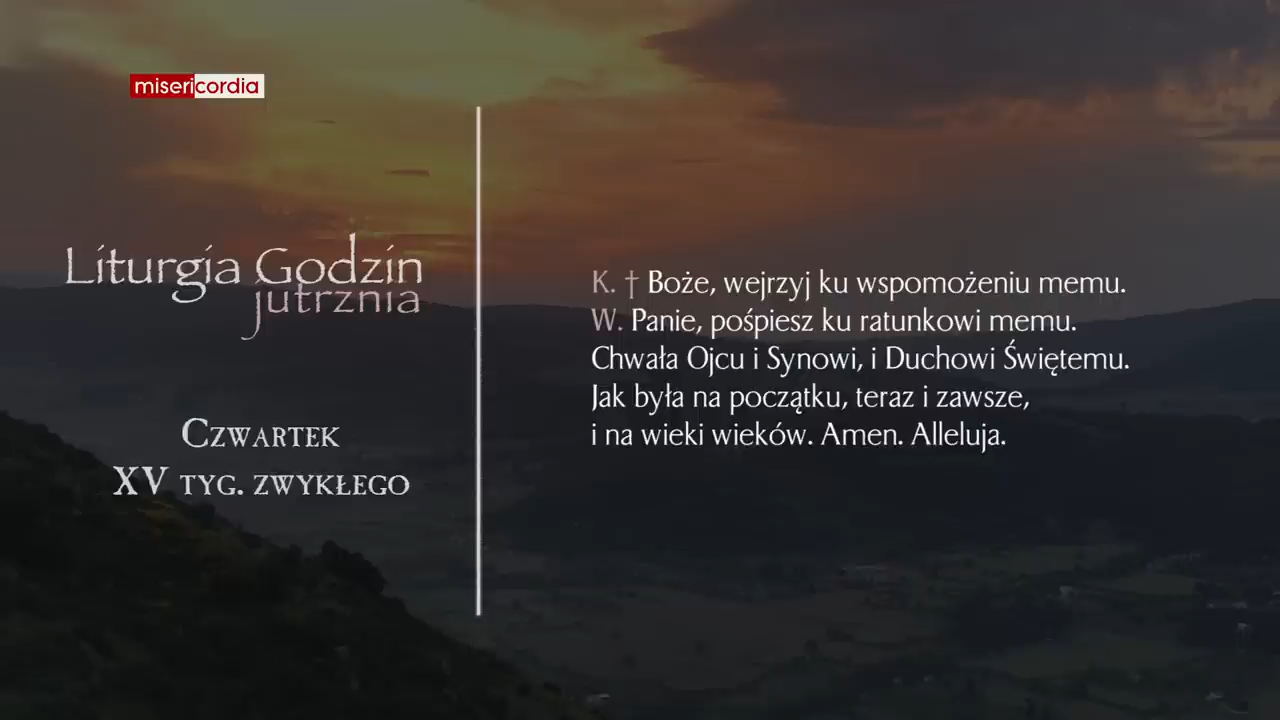 misericordia
Liturgia Godzin
jutrznia
Czwartek
XV tyg. zwykłego
K. † Boże, wejrzyj ku wspomożeniu memu.
W. Panie, pośpiesz ku ratunkowi memu.
Chwała Ojcu i Synowi, i Duchowi Świętemu.
Jak była na początku, teraz i zawsze,
i na wieki wieków. Amen. Alleluja.